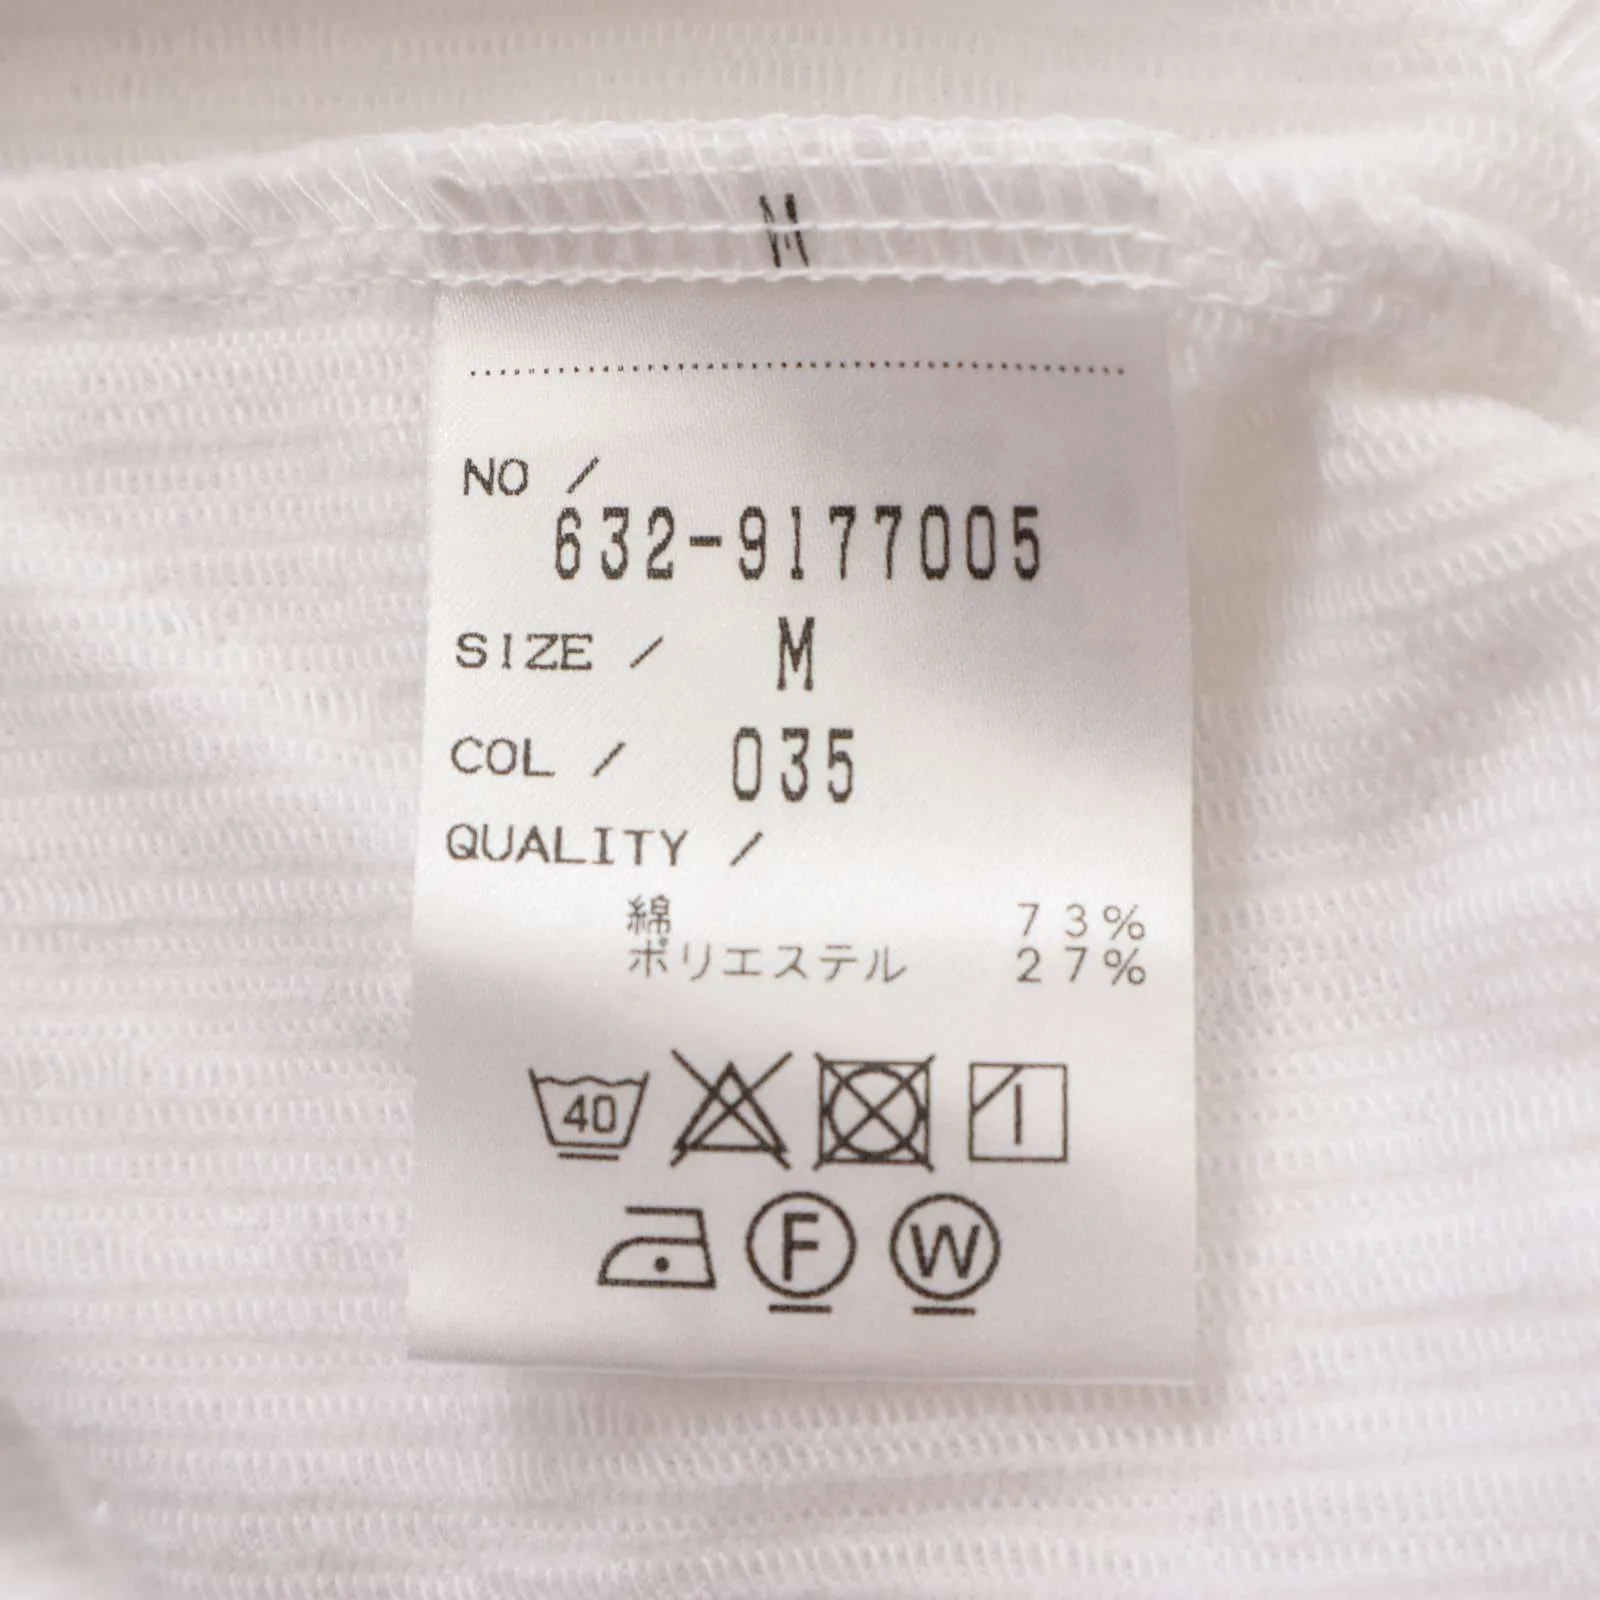 M
NO /
632-9177005
SIZE / M
COL / 035
QUALITY /
綿 73%
ポリエステル 27%
40
F W